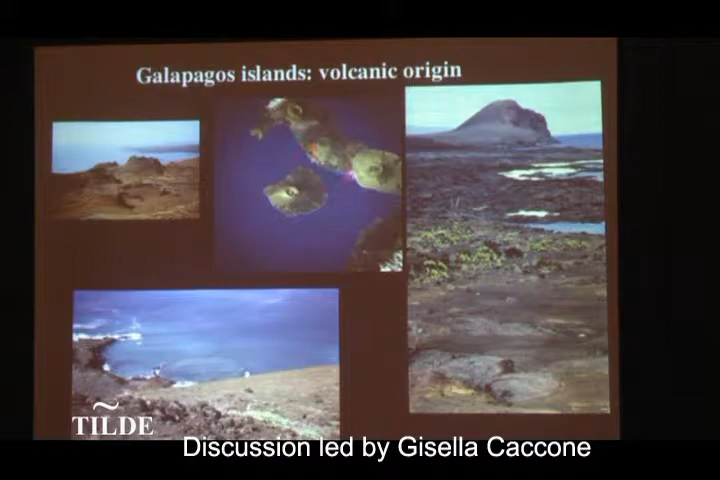 Galapagos islands: volcanic origin
~
TILDE
Discussion led by Gisella Caccone